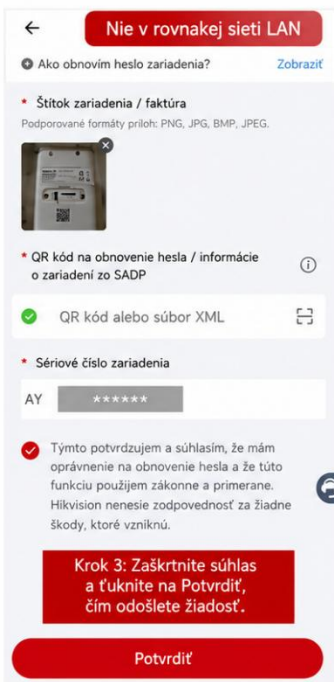 Nie v rovnakej sieti LAN
Ako obnovím heslo zariadenia?
Zobraziť
* Štítok zariadenia / faktúra
Podporované formáty príloh: PNG, JPG, BMP, JPEG.
* QR kód na obnovenie hesla / informácie
o zariadení zo SADP
QR kód alebo súbor XML
* Sériové číslo zariadenia
AY ******
Týmto potvrdzujem a súhlasím, že mám
oprávnenie na obnovenie hesla a že túto
funkciu použijem zákonne a primerane.
Hikvision nenesie zodpovednosť za žiadne
škody, ktoré vzniknú.
Krok 3: Zaškrtnite súhlas
a ťuknite na Potvrdiť,
čím odošlete žiadosť.
Potvrdiť